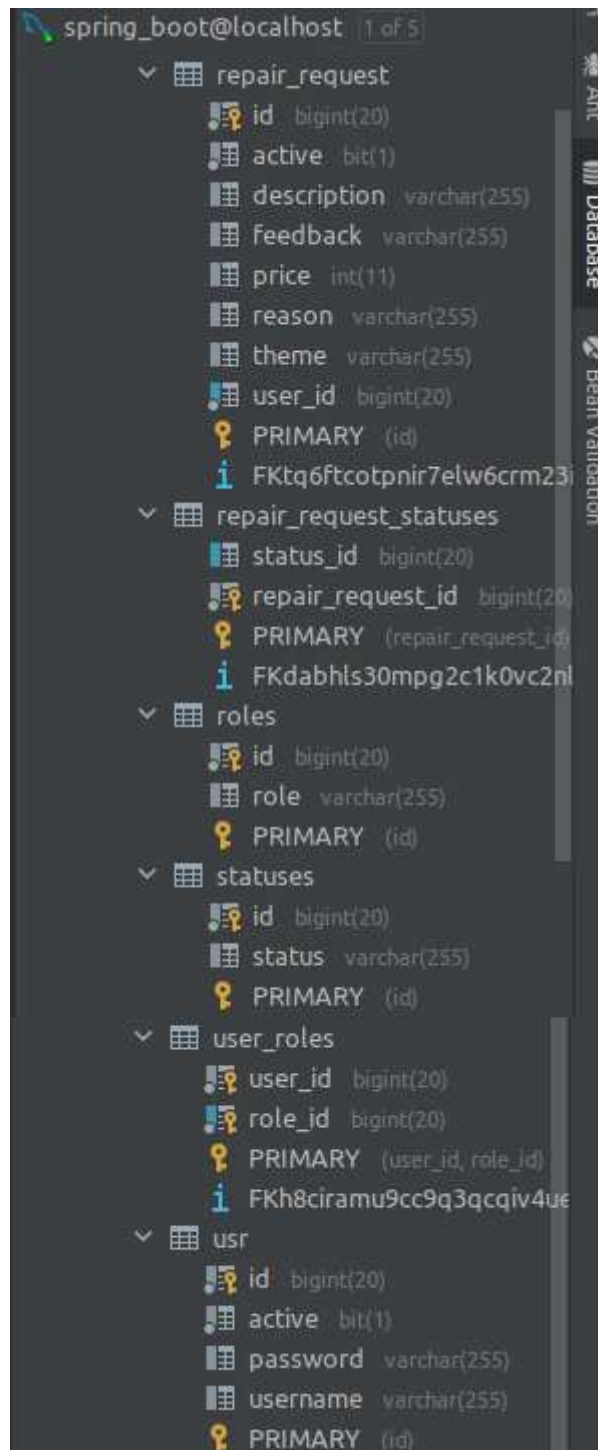 spring_boot@localhost 1 of 5
repair_request
id bigint(20)
active bit(1)
description varchar(255)
feedback varchar(255)
price int(11)
reason varchar(255)
theme varchar(255)
user_id bigint(20)
PRIMARY (id)
FKtq6ftcotpnir7elw6crm23i
repair_request_statuses
status_id bigint(20)
repair_request_id bigint(20)
PRIMARY (repair_request_id)
FKdabhls30mpg2c1k0vc2nl
roles
id bigint(20)
role varchar(255)
PRIMARY (id)
statuses
id bigint(20)
status varchar(255)
PRIMARY (id)
user_roles
user_id bigint(20)
role_id bigint(20)
PRIMARY (user_id, role_id)
FKh8ciramu9cc9q3qcqiv4ue
usr
id bigint(20)
active bit(1)
password varchar(255)
username varchar(255)
PRIMARY (id)
Ant
Database
Bean Validation